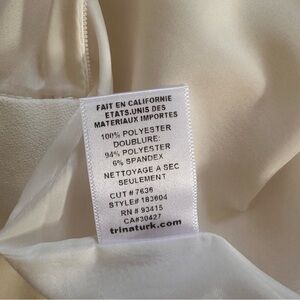 FAIT EN CALIFORNIE
ETATS.UNIS DES
MATERIAUX IMPORTES
100% POLYESTER
DOUBLURE:
94% POLYESTER
6% SPANDEX
NETTOYAGE A SEC
SEULEMENT
CUT # 7636
STYLE# 183604
RN # 93415
CA#30427
trinaturk.com